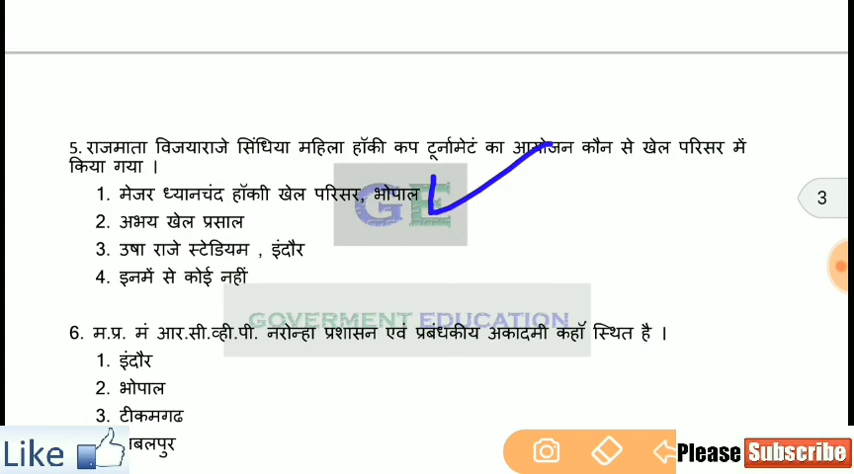 5. राजमाता विजयाराजे सिंधिया महिला हॉकी कप टूर्नामेटं का आयोजन कौन से खेल परिसर में
किया गया ।
1. मेजर ध्यानचंद हॉकाी खेल परिसर, भोपाल
GE
2. अभय खेल प्रसाल
3. उषा राजे स्टेडियम , इंदौर
4. इनमें से कोई नहीं
3
GOVERMENT EDUCATION
6. म.प्र. मं आर.सी.व्ही.पी. नरोन्हा प्रशासन एवं प्रबंधकीय अकादमी कहॉ स्थित है ।
1. इंदौर
2. भोपाल
3. टीकमगढ
बलपुर
Like
Please Subscribe